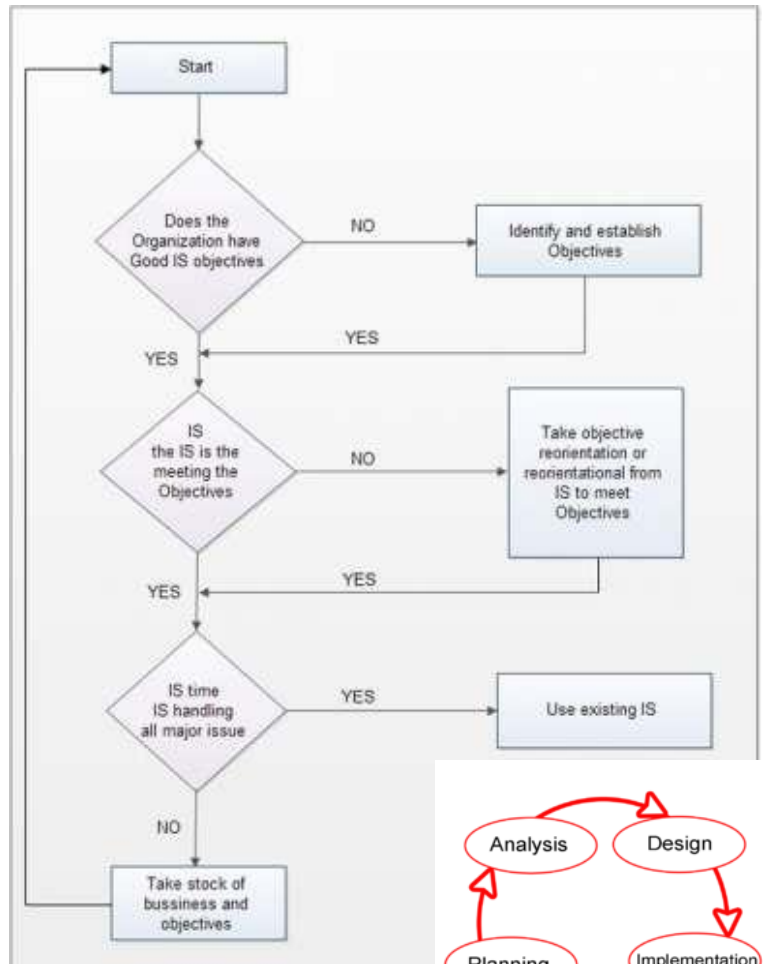 Start
Does the
Organization have
Good IS objectives
NO
Identify and establish
Objectives
YES
YES
IS
the IS is the
meeting the
Objectives
NO
Take objective
reorientation or
reorientational from
IS to meet
Objectives
YES
YES
IS time
IS handling
all major issue
YES
Use existing IS
NO
Take stock of
bussiness and
objectives
Analysis
Design
Planning
Implementation